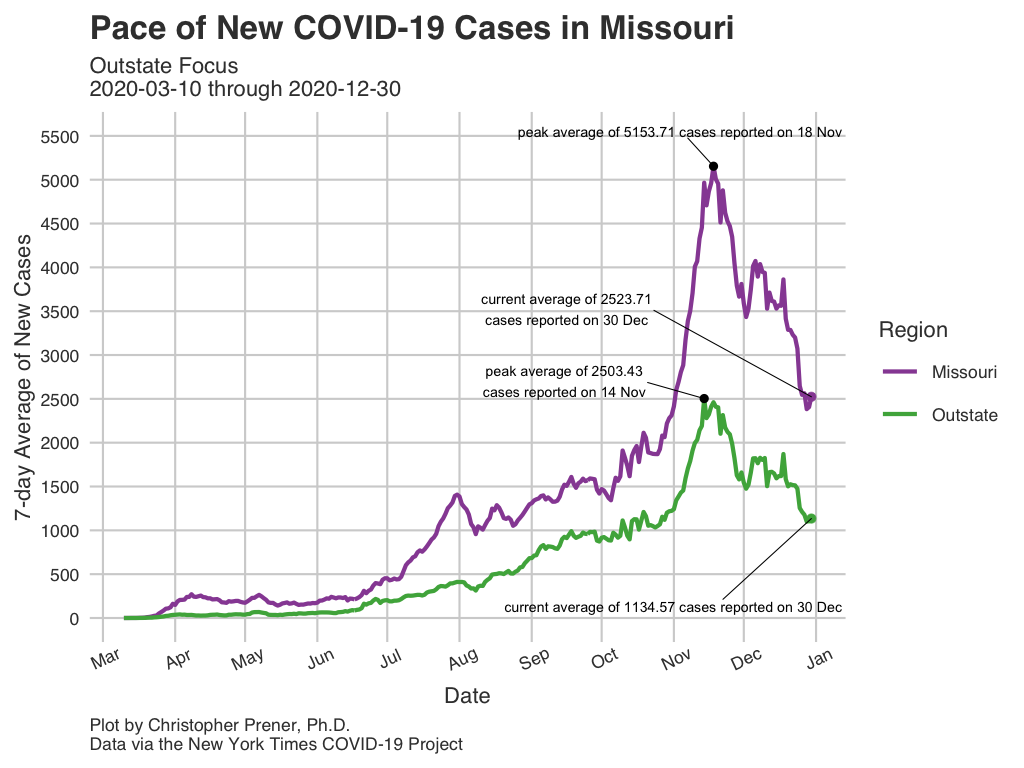 Pace of New COVID-19 Cases in Missouri
Outstate Focus
2020-03-10 through 2020-12-30
7-day Average of New Cases
5500
5000
4500
4000
3500
3000
2500
2000
1500
1000
500
0
peak average of 5153.71 cases reported on 18 Nov
current average of 2523.71
cases reported on 30 Dec
peak average of 2503.43
cases reported on 14 Nov
current average of 1134.57 cases reported on 30 Dec
Mar
Apr
May
Jun
Jul
Aug
Sep
Oct
Nov
Dec
Jan
Date
Region
Missouri
Outstate
Plot by Christopher Prener, Ph.D.
Data via the New York Times COVID-19 Project